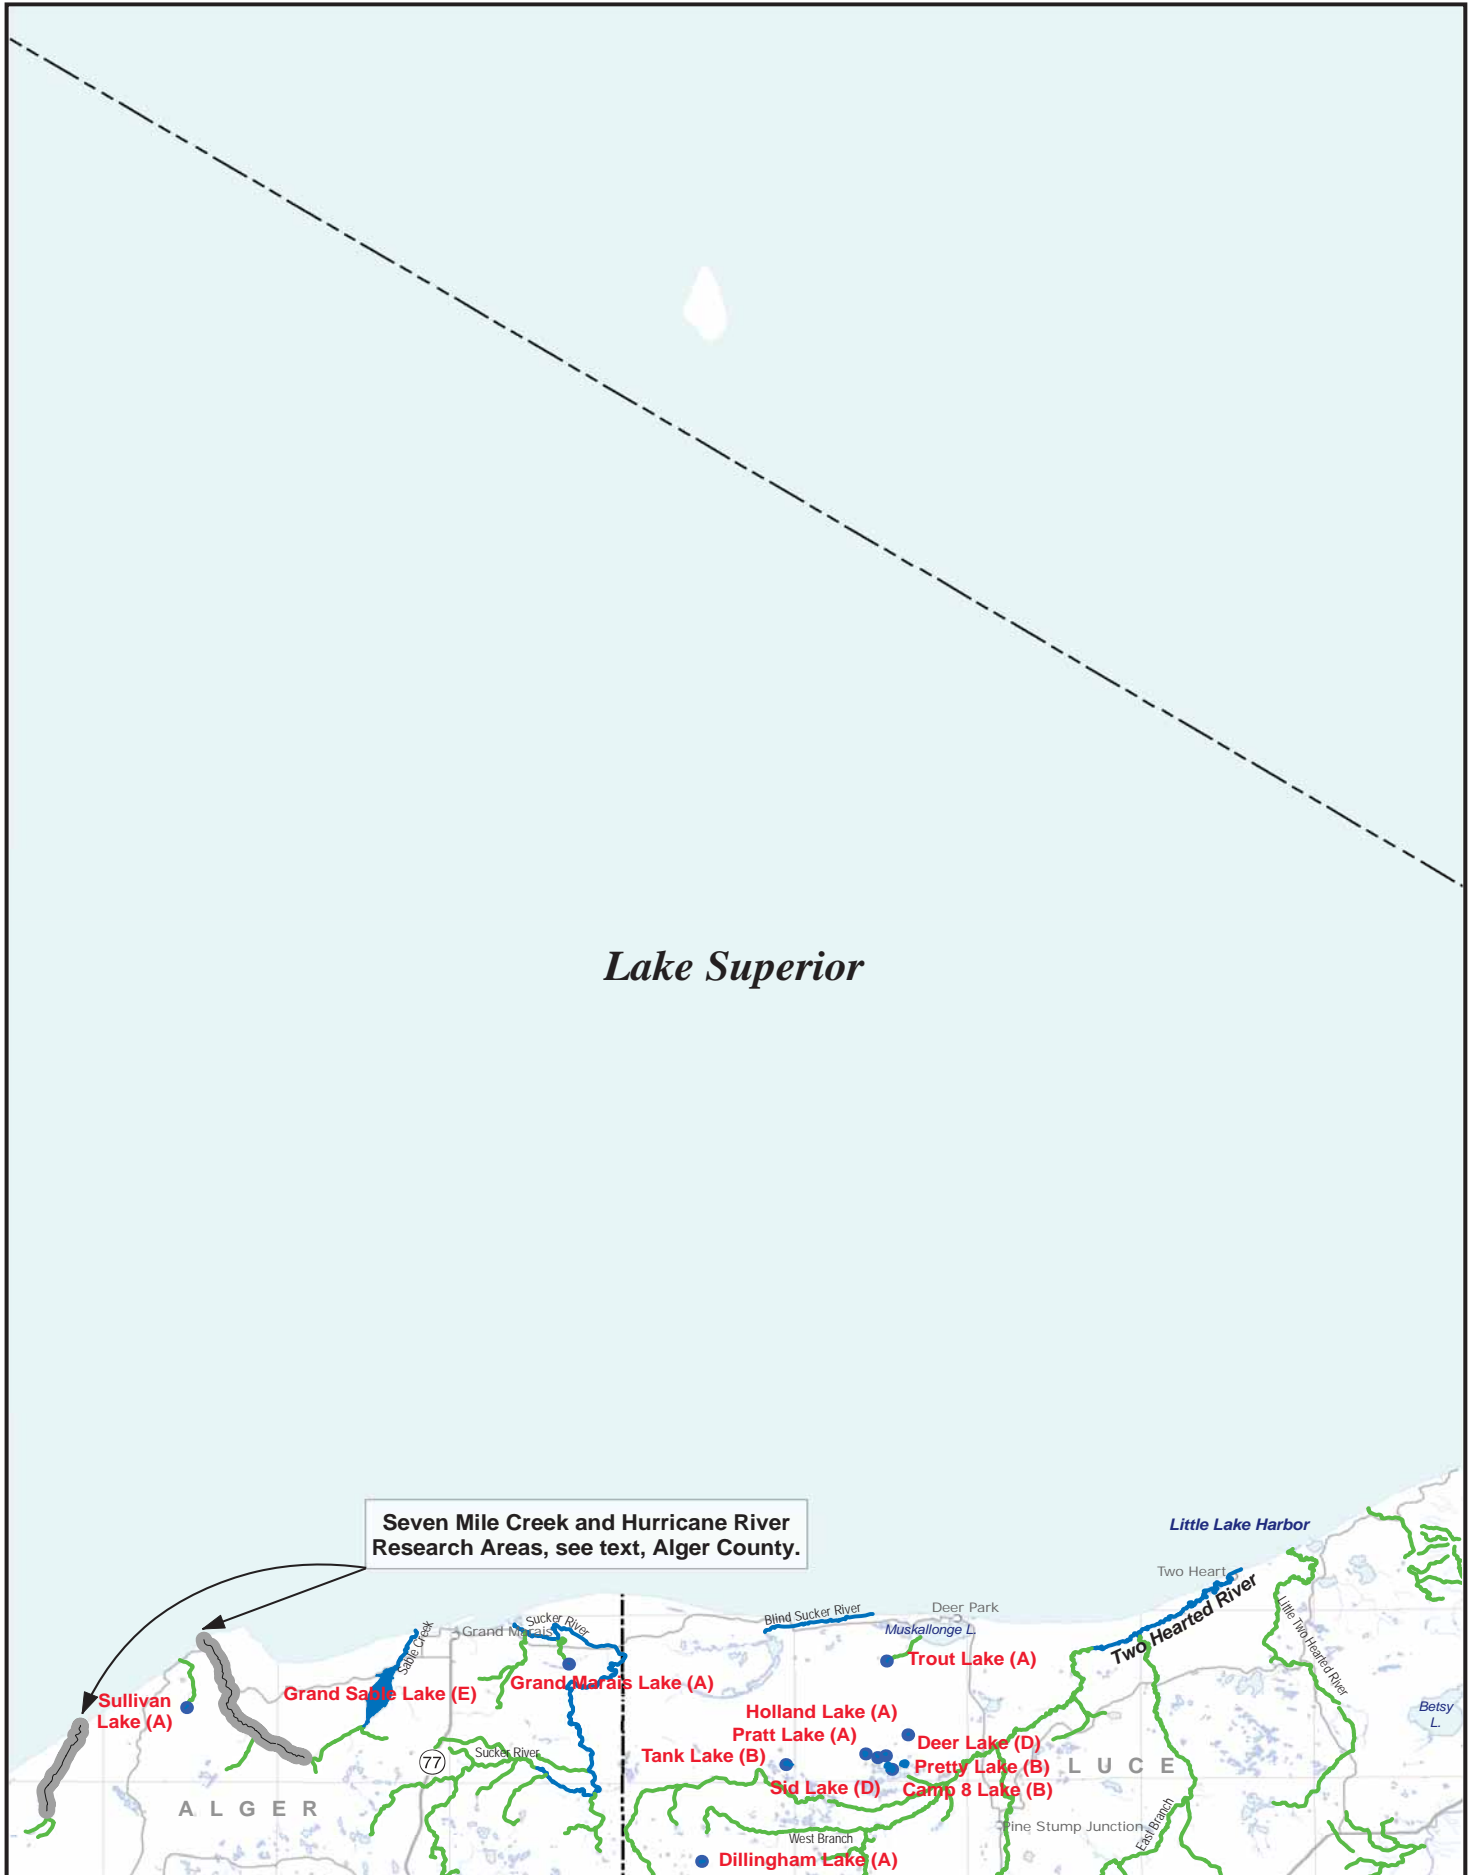 Lake Superior
Seven Mile Creek and Hurricane River
Research Areas, see text, Alger County.
Little Lake Harbor
Two Heart
Two Hearted River
Little Two Hearted River
Deer Park
Blind Sucker River
Muskallonge L.
Sucker River
Grand Marais
Sable Creek
Trout Lake (A)
Grand Marais Lake (A)
Grand Sable Lake (E)
Sullivan
Lake (A)
Betsy
L.
Holland Lake (A)
Pratt Lake (A)
Deer Lake (D)
Tank Lake (B)
Sucker River
77
Pretty Lake (B)
LUCE
Sid Lake (D)
Camp 8 Lake (B)
ALGER
Pine Stump Junction
East Branch
West Branch
Dillingham Lake (A)